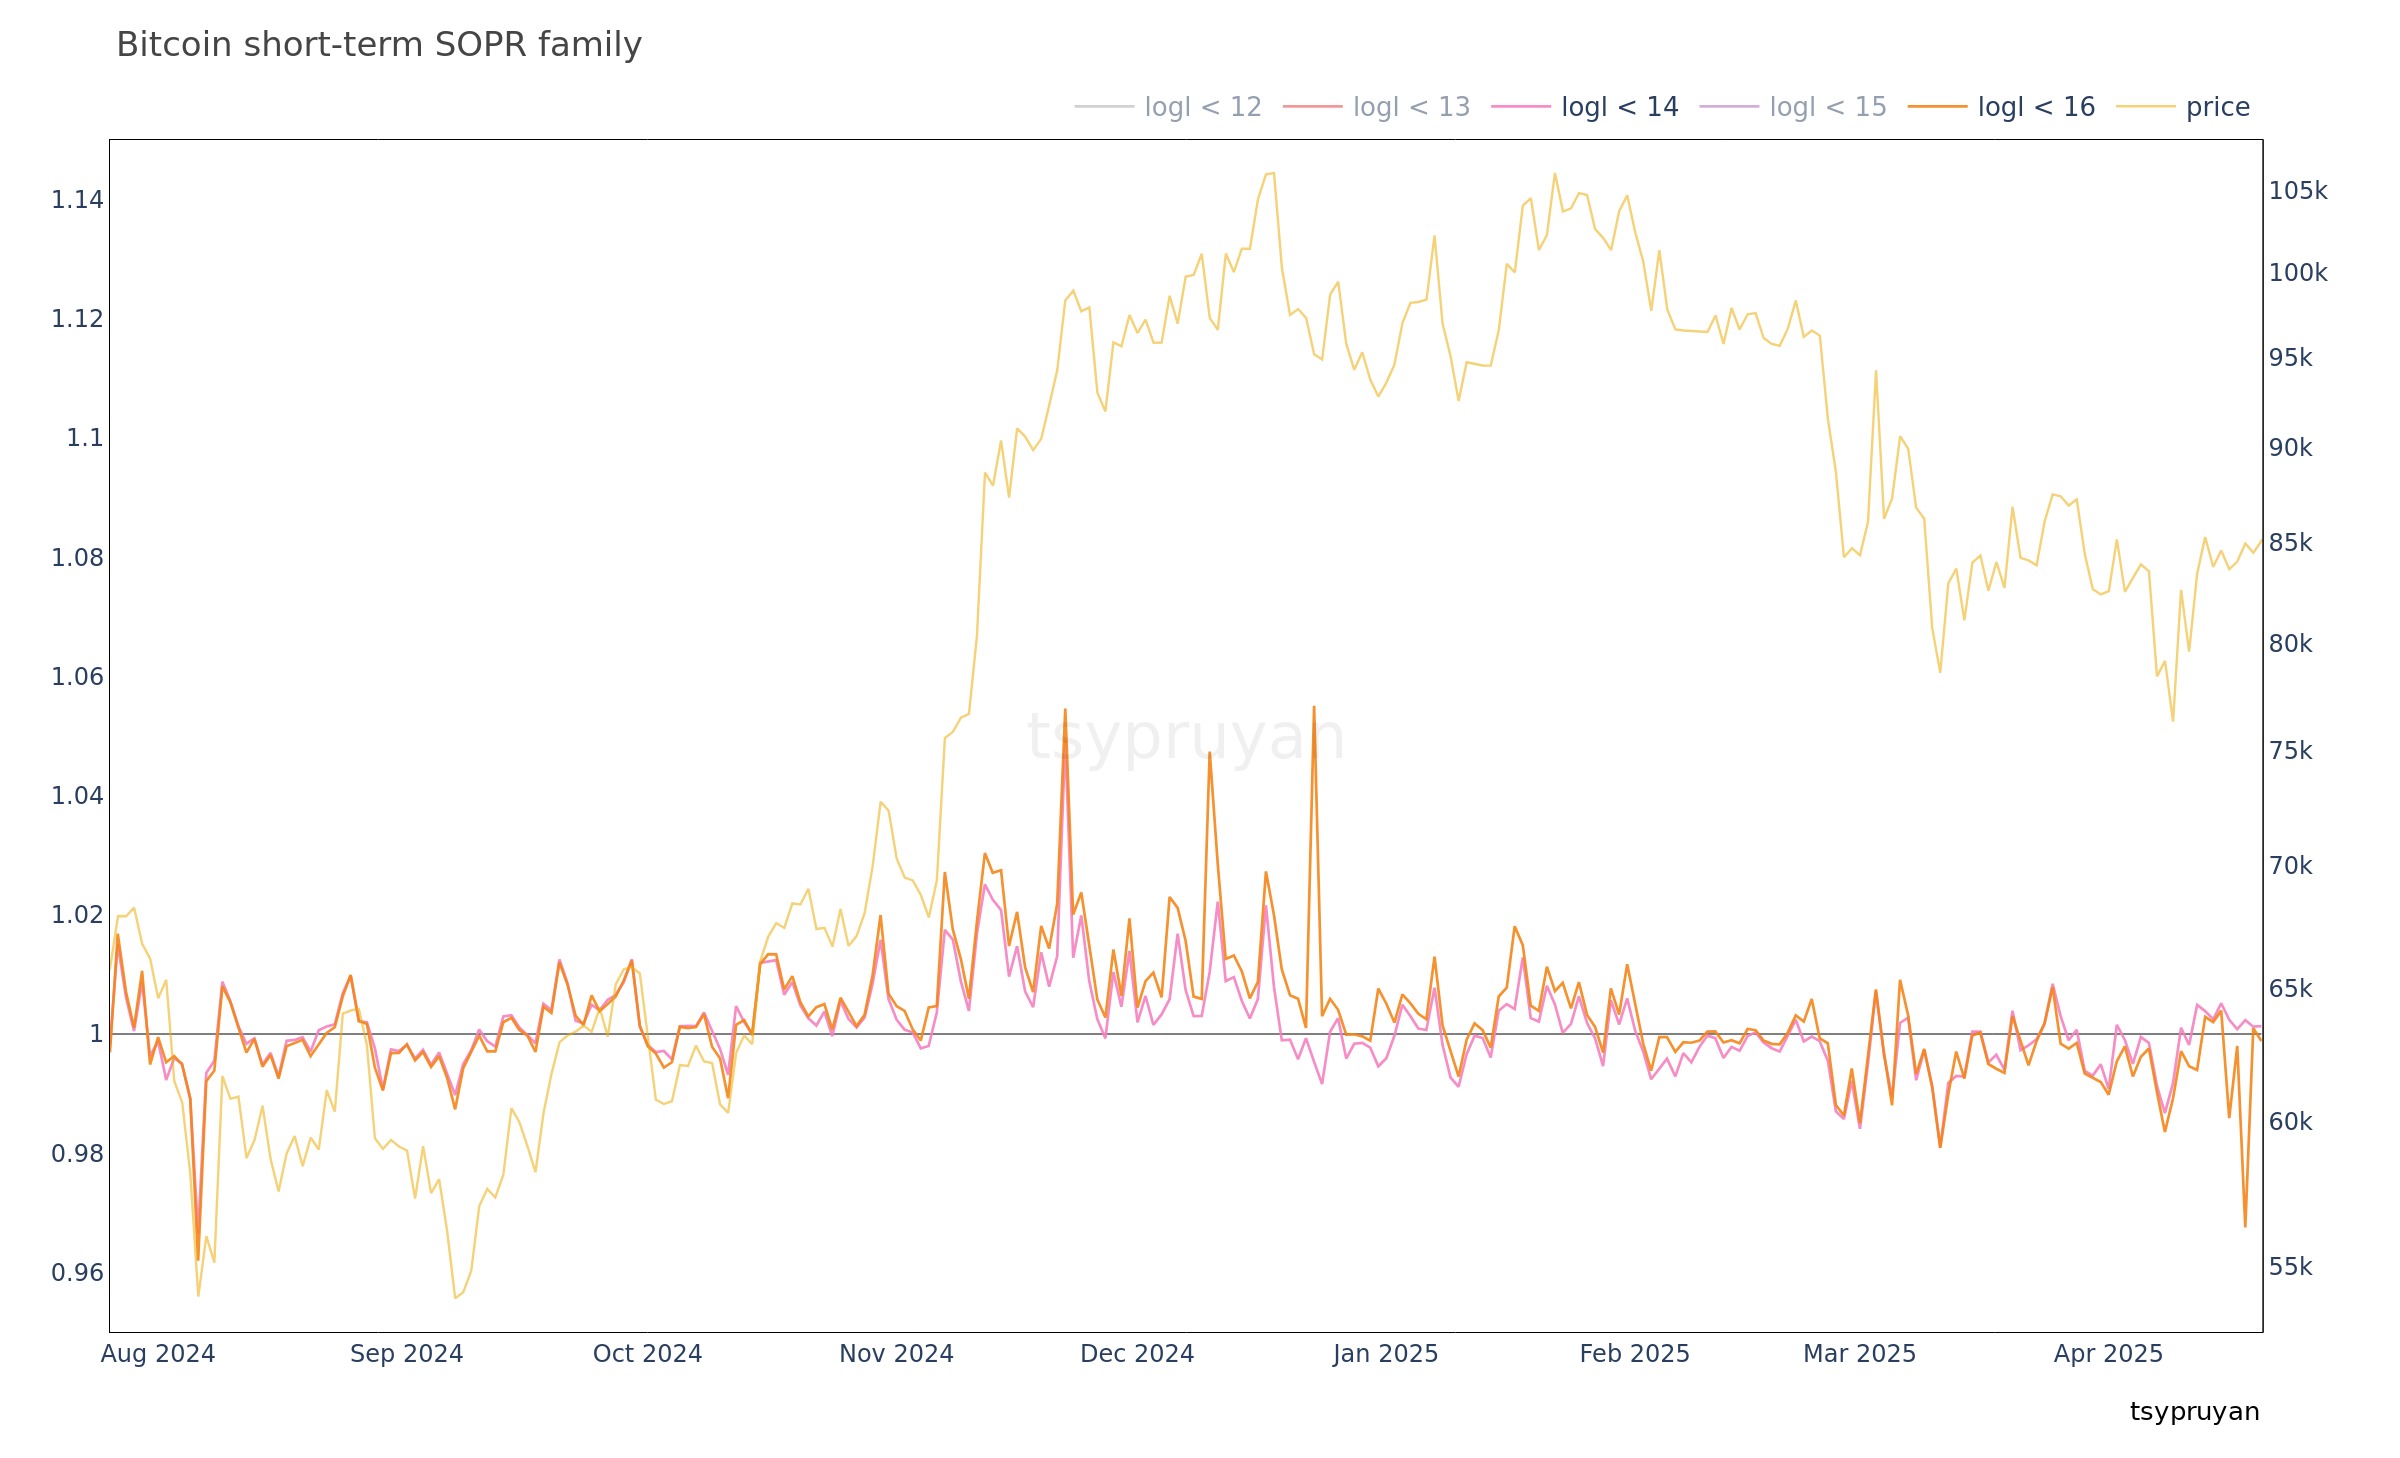 Bitcoin short-term SOPR family
logl < 12 logl < 13 logl < 14 logl < 15 logl < 16 price
1.14 105k
100k
1.12
95k
1.1 90k
1.08 85k
1.06 80k
tsypruyan
75k
1.04
70k
1.02
65k
1
60k
0.98
0.96 55k
Aug 2024 Sep 2024 Oct 2024 Nov 2024 Dec 2024 Jan 2025 Feb 2025 Mar 2025 Apr 2025
tsypruyan